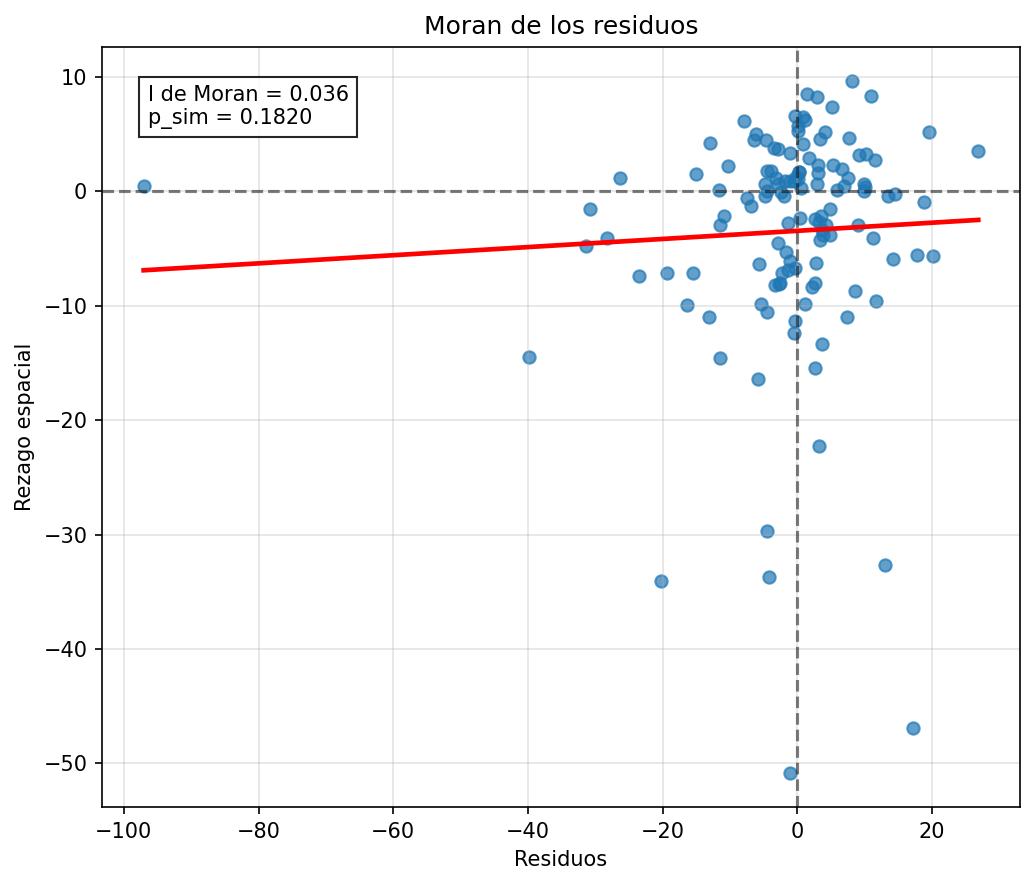 Moran de los residuos
I de Moran = 0.036
p_sim = 0.1820
10
0
−10
−20
−30
−40
−50
Rezago espacial
−100
−80
−60
−40
−20
0
20
Residuos